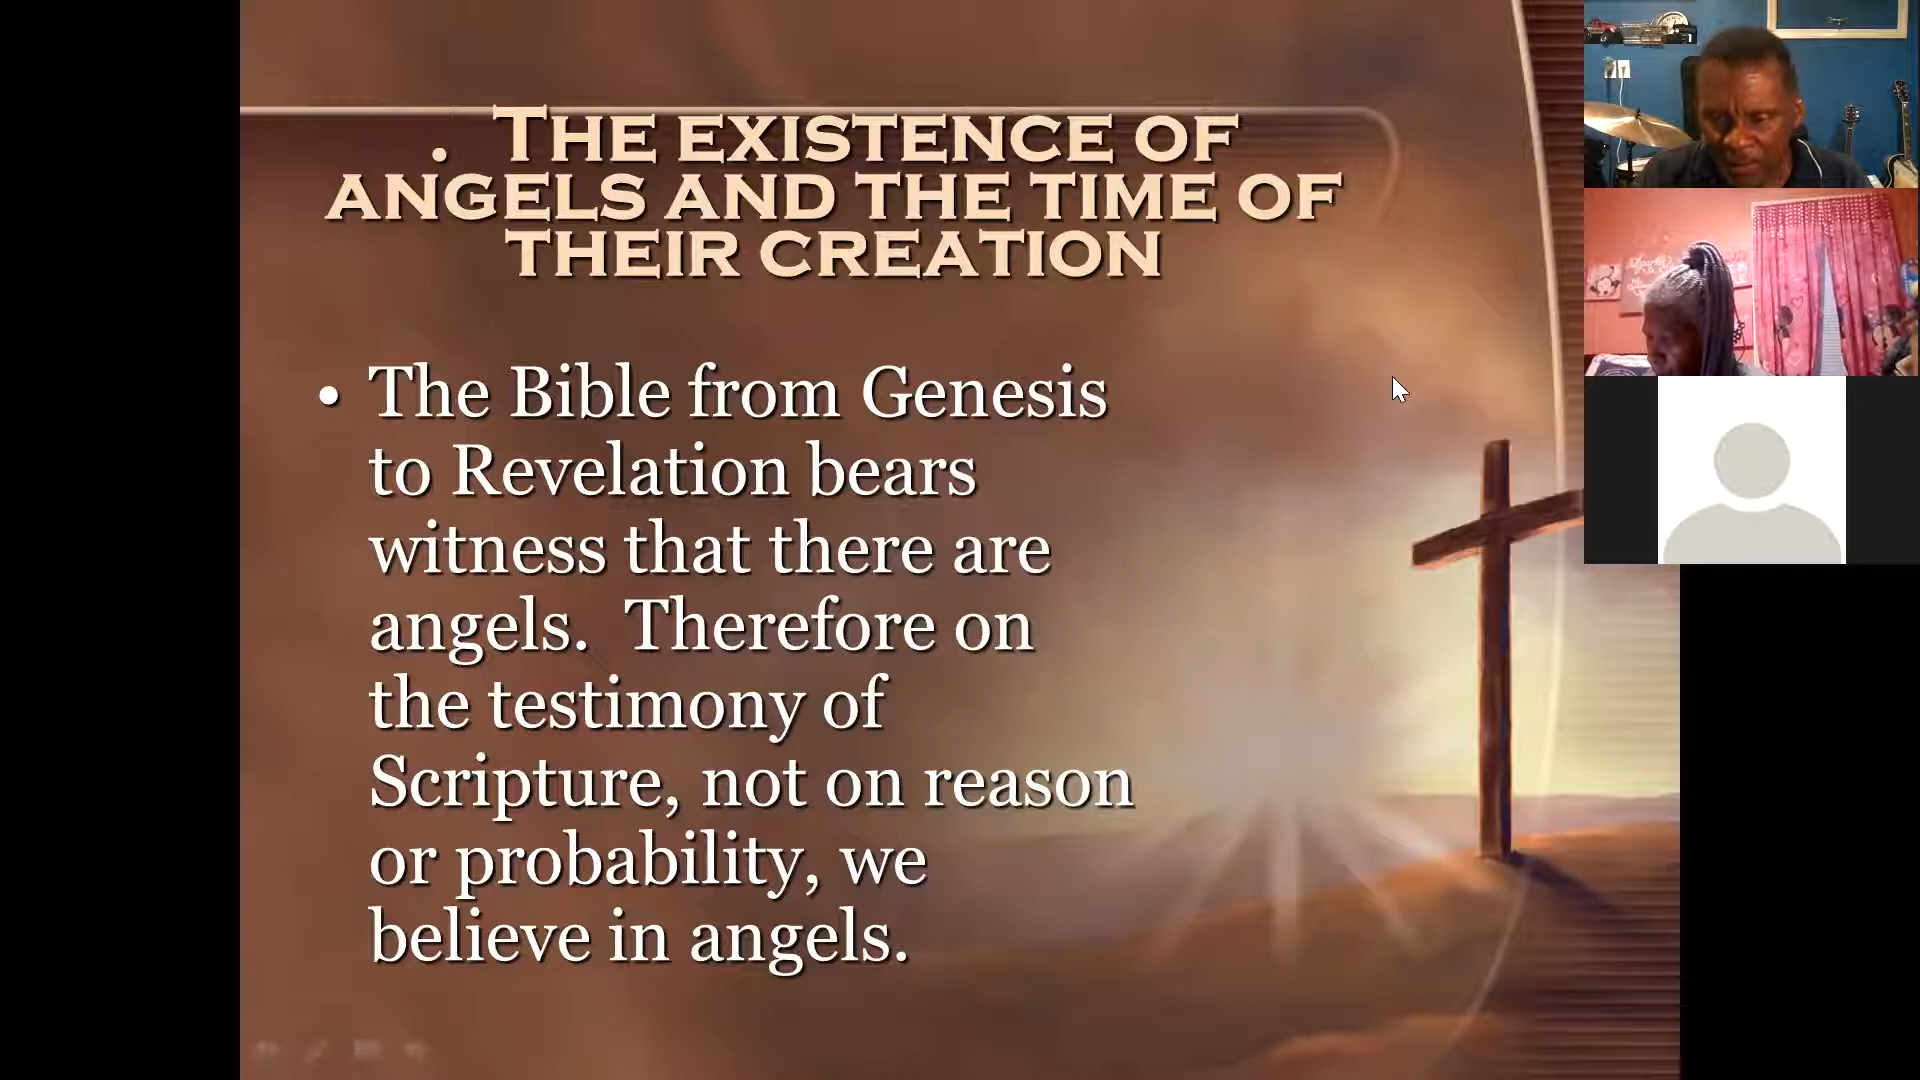 . THE EXISTENCE OF
ANGELS AND THE TIME OF
THEIR CREATION
• The Bible from Genesis
to Revelation bears
witness that there are
angels.  Therefore on
the testimony of
Scripture, not on reason
or probability, we
believe in angels.